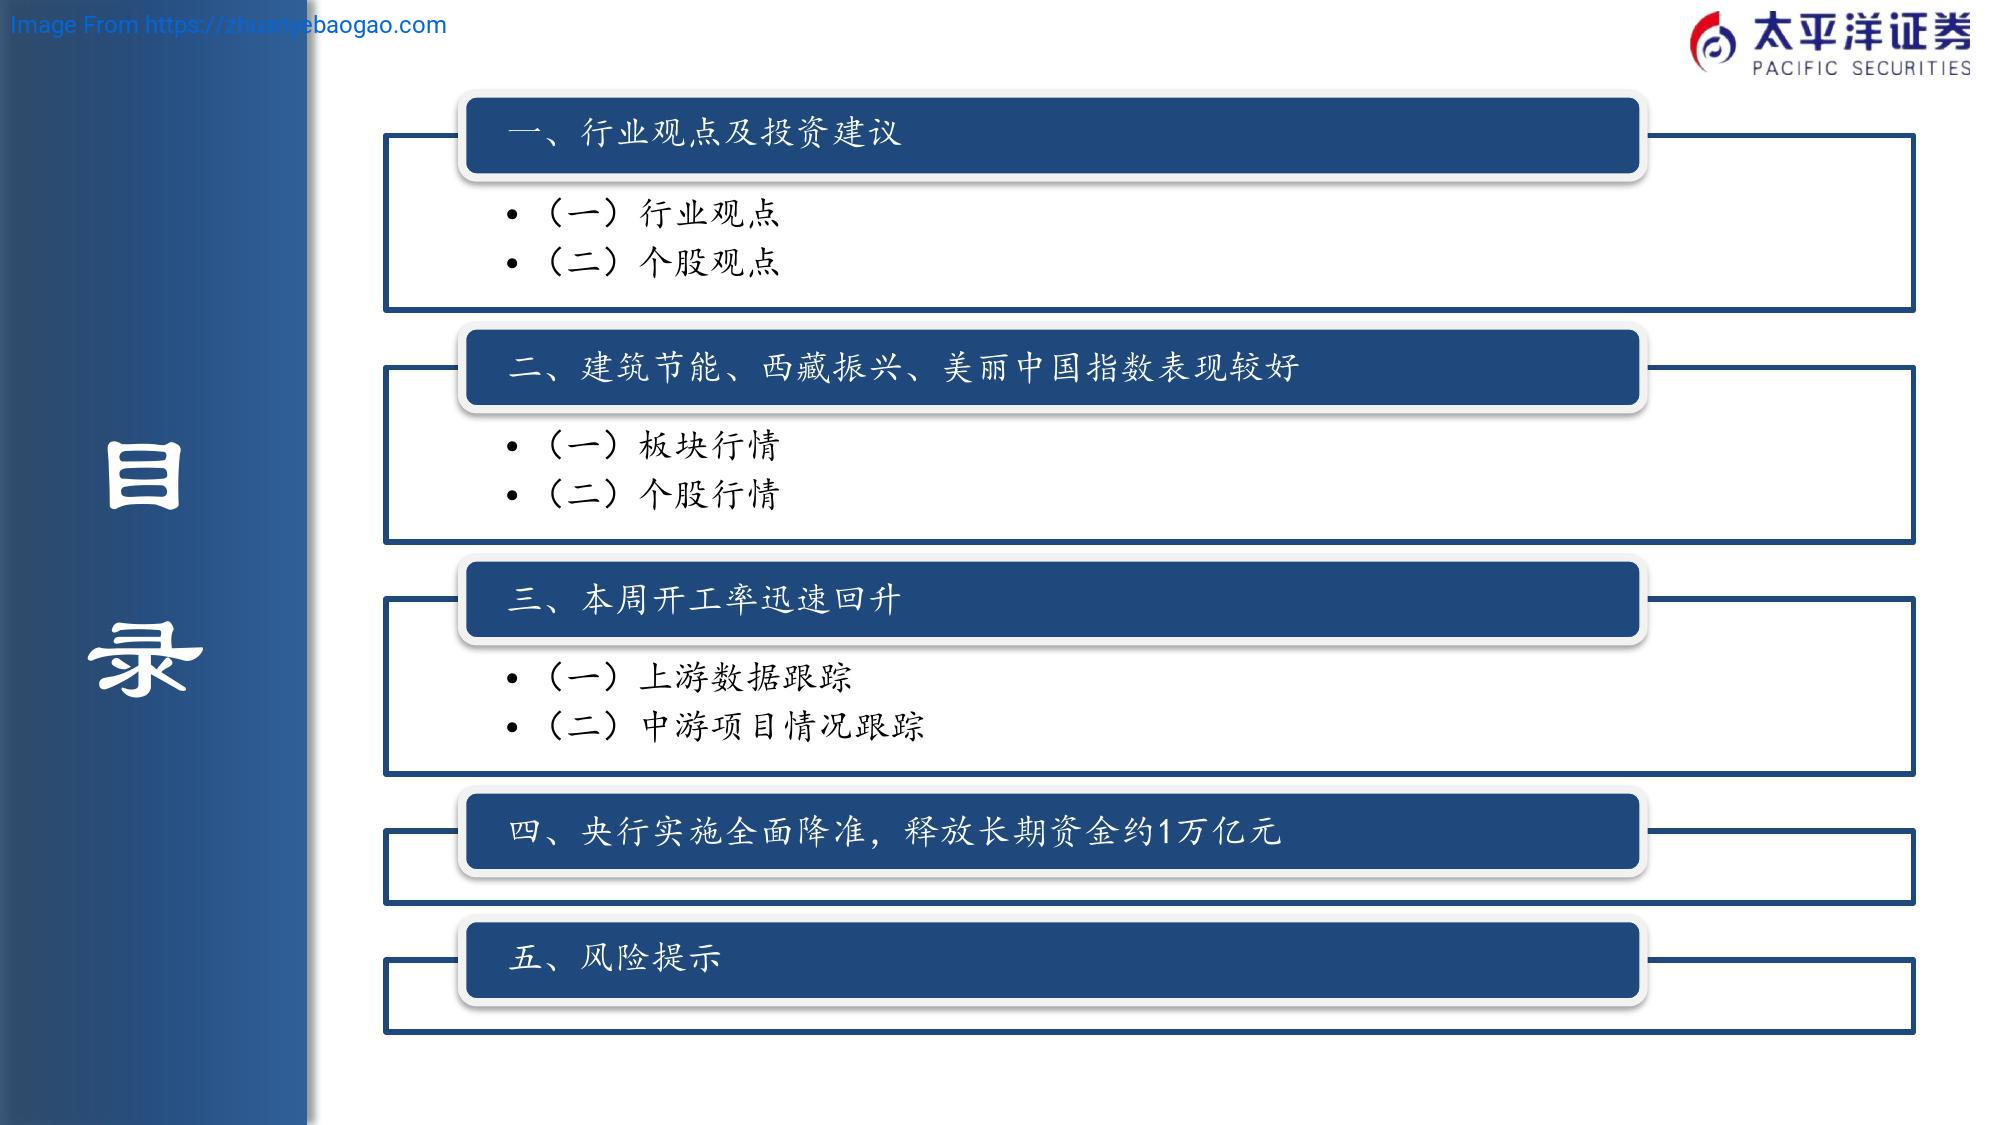 Image From https://zhuanyebaogao.com
太平洋证券
PACIFIC SECURITIES
目
录
一、行业观点及投资建议
• （一）行业观点
• （二）个股观点
二、建筑节能、西藏振兴、美丽中国指数表现较好
• （一）板块行情
• （二）个股行情
三、本周开工率迅速回升
• （一）上游数据跟踪
• （二）中游项目情况跟踪
四、央行实施全面降准，释放长期资金约1万亿元
五、风险提示